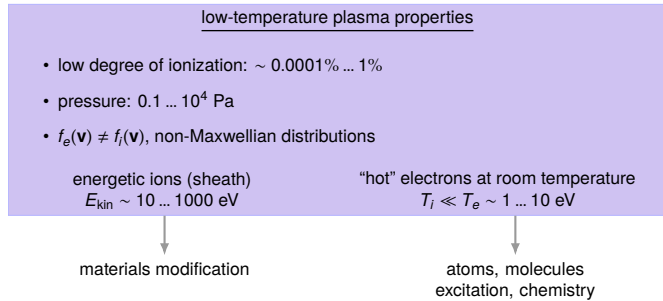 low-temperature plasma properties
• low degree of ionization: ∼ 0.0001% ... 1%
• pressure: 0.1 ... 10⁴ Pa
• fₑ(v) ≠ fᵢ(v), non-Maxwellian distributions
energetic ions (sheath)
E_kin ∼ 10 ... 1000 eV
“hot” electrons at room temperature
Tᵢ ≪ Tₑ ∼ 1 ... 10 eV
materials modification
atoms, molecules
excitation, chemistry